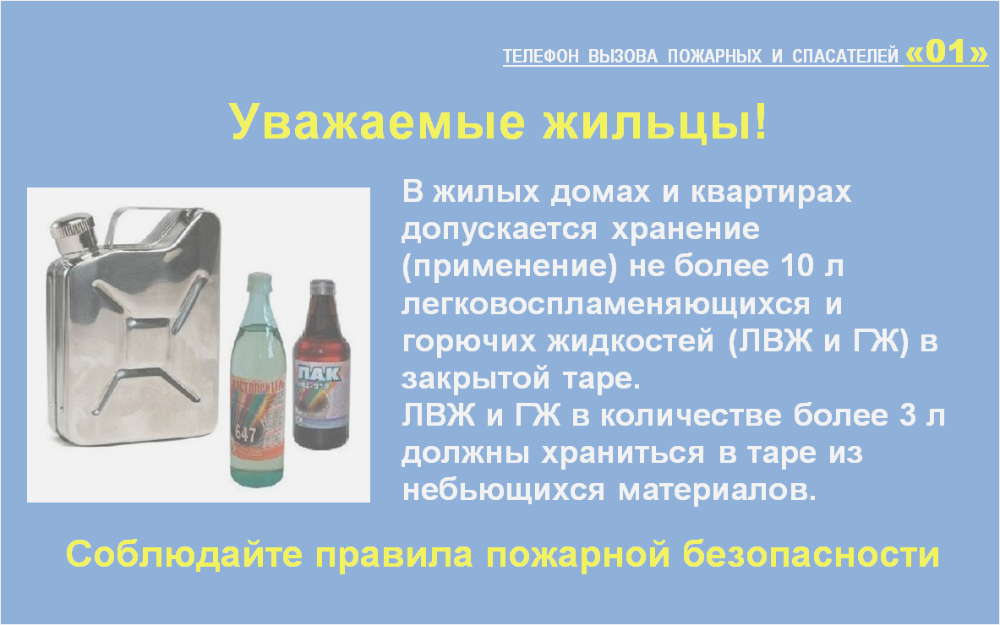 ТЕЛЕФОН ВЫЗОВА ПОЖАРНЫХ И СПАСАТЕЛЕЙ «01»
Уважаемые жильцы!
В жилых домах и квартирах
допускается хранение
(применение) не более 10 л
легковоспламеняющихся и
горючих жидкостей (ЛВЖ и ГЖ) в
закрытой таре.
ЛВЖ и ГЖ в количестве более 3 л
должны храниться в таре из
небьющихся материалов.
ЛАК
647
Соблюдайте правила пожарной безопасности